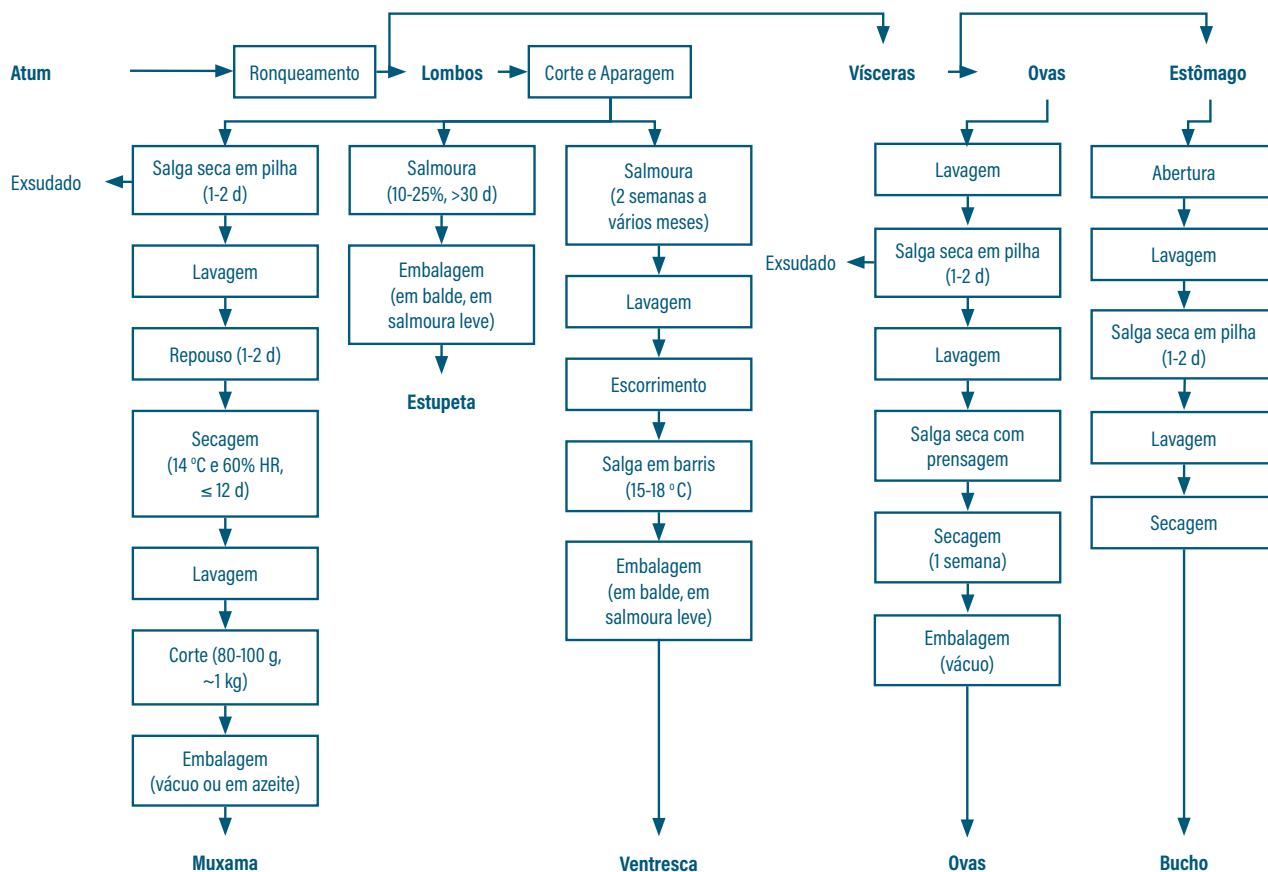 Atum
Ronqueamento
Lombos
Corte e Aparagem
Vísceras
Ovas
Estômago
Exsudado
Salga seca em pilha
(1-2 d)
Lavagem
Repouso (1-2 d)
Secagem
(14 ºC e 60% HR,
≤ 12 d)
Lavagem
Corte (80-100 g,
~1 kg)
Embalagem
(vácuo ou em azeite)
Muxama
Salmoura
(10-25%, >30 d)
Embalagem
(em balde, em
salmoura leve)
Estupeta
Salmoura
(2 semanas a
vários meses)
Lavagem
Escorrimento
Salga em barris
(15-18 º C)
Embalagem
(em balde, em
salmoura leve)
Ventresca
Lavagem
Exsudado
Salga seca em pilha
(1-2 d)
Lavagem
Salga seca com
prensagem
Secagem
(1 semana)
Embalagem
(vácuo)
Ovas
Abertura
Lavagem
Salga seca em pilha
(1-2 d)
Lavagem
Secagem
Bucho